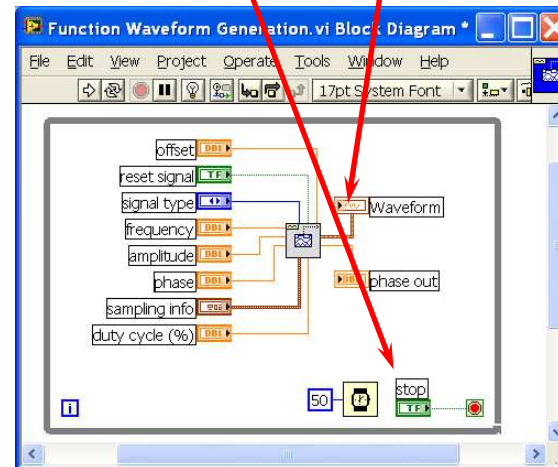 Function Waveform Generation.vi Block Diagram *
File Edit View Project Operate Tools Window Help
17pt System Font
offset DBL
reset signal TF
signal type
frequency DBL
amplitude DBL
phase DBL
sampling info
duty cycle (%) DBL
Waveform
DBL phase out
50
stop
TF
i